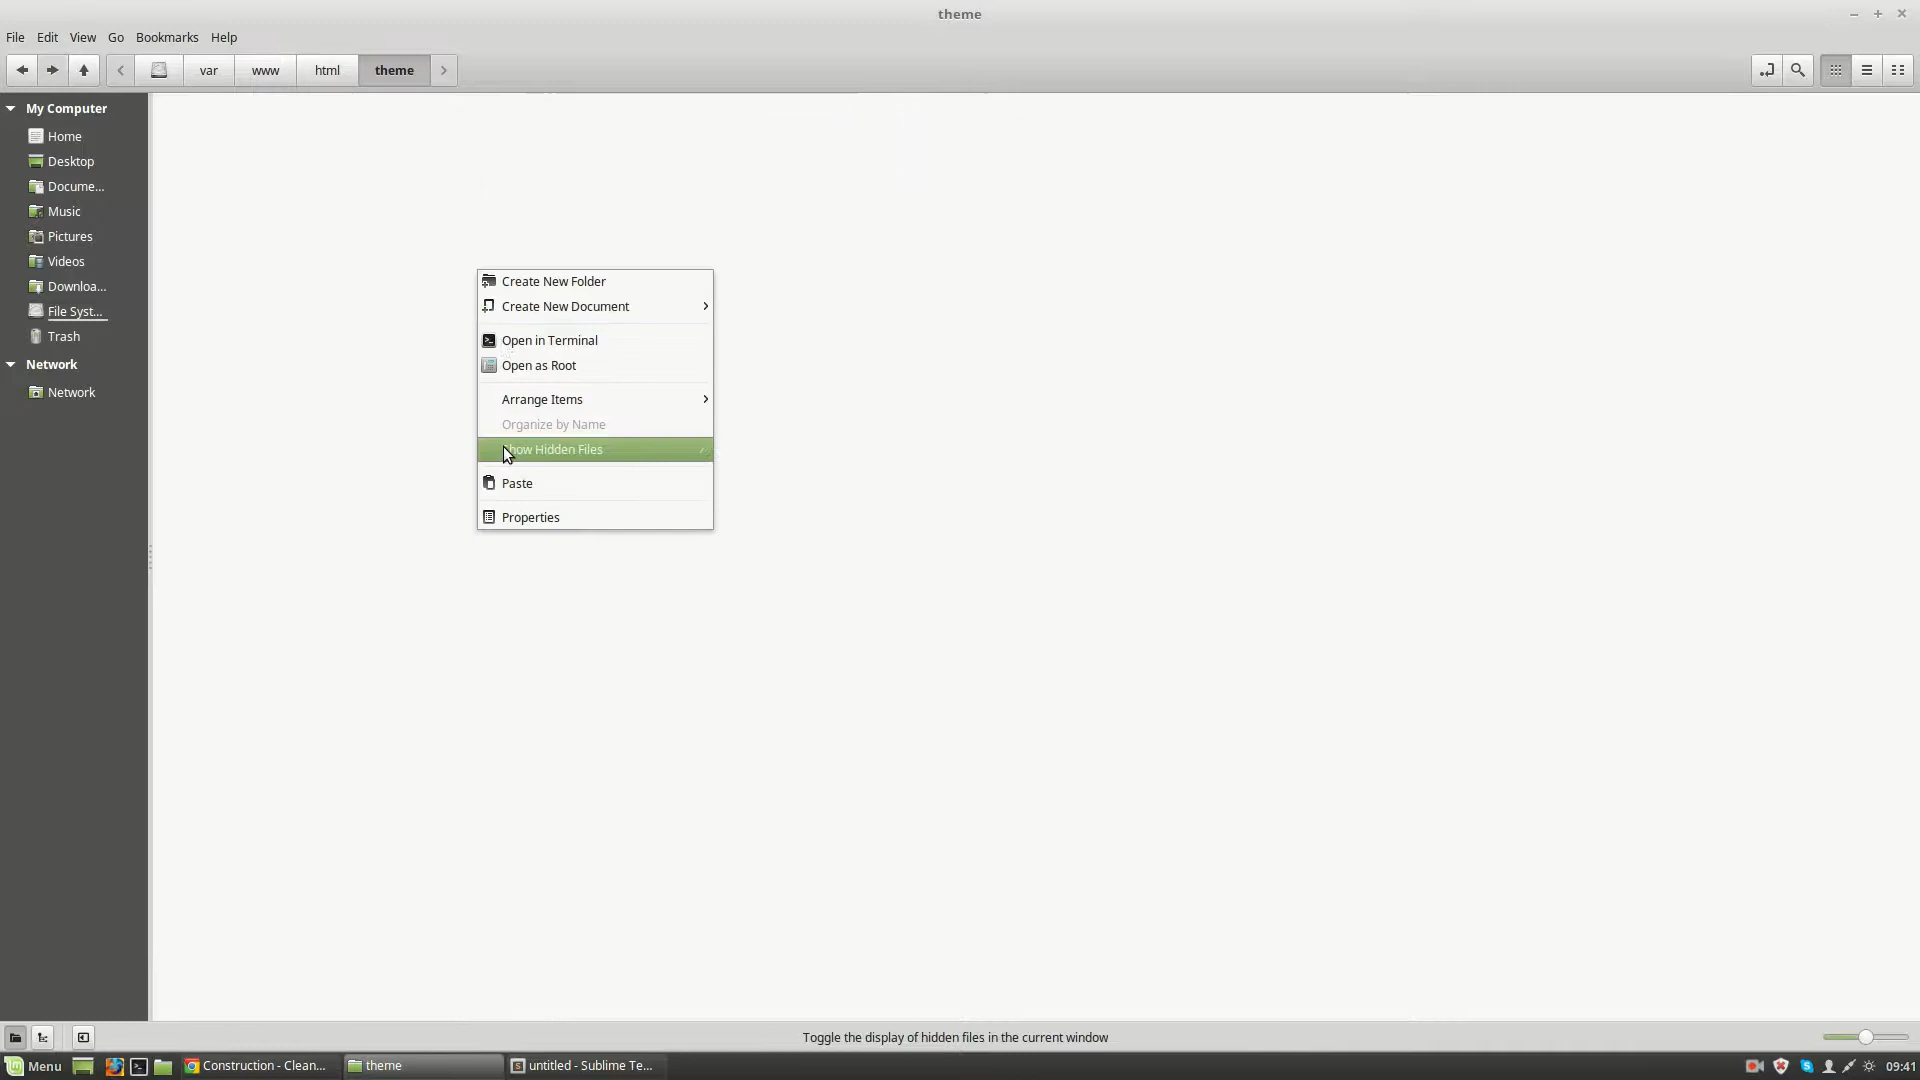 theme
File Edit View Go Bookmarks Help
var www html theme
My Computer
Home
Desktop
Docume...
Music
Pictures
Videos
Downloa...
File Syst...
Trash
Network
Network
Create New Folder
Create New Document
Open in Terminal
Open as Root
Arrange Items
Organize by Name
Show Hidden Files
Paste
Properties
Toggle the display of hidden files in the current window
Menu Construction - Clean... theme untitled - Sublime Te... 09:41